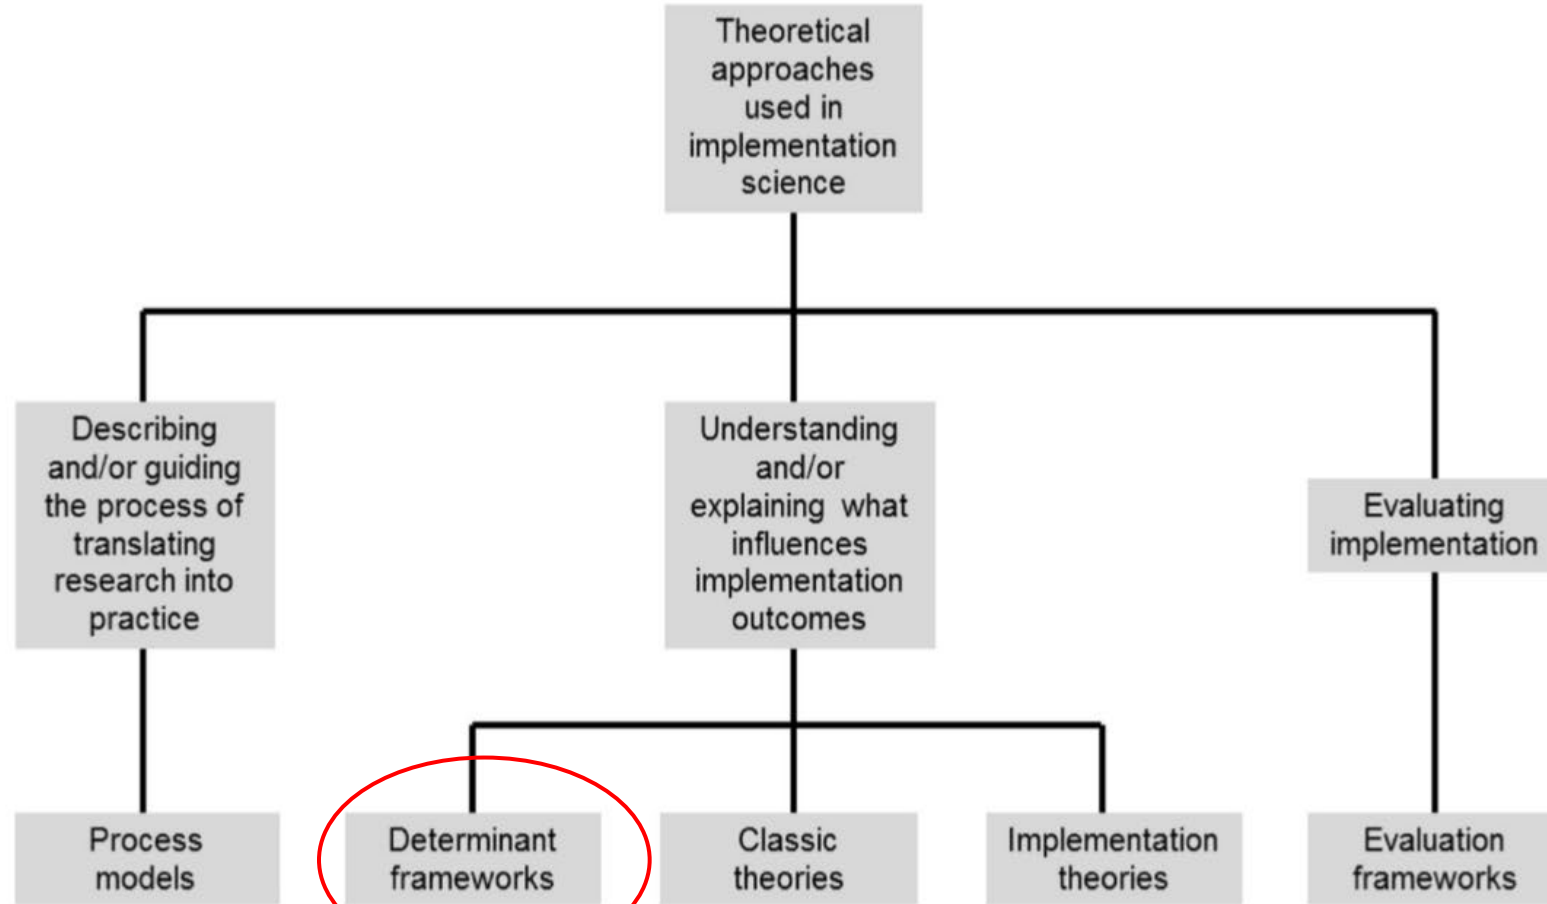 Theoretical
approaches
used in
implementation
science
Describing
and/or guiding
the process of
translating
research into
practice
Understanding
and/or
explaining what
influences
implementation
outcomes
Evaluating
implementation
Process
models
Determinant
frameworks
Classic
theories
Implementation
theories
Evaluation
frameworks